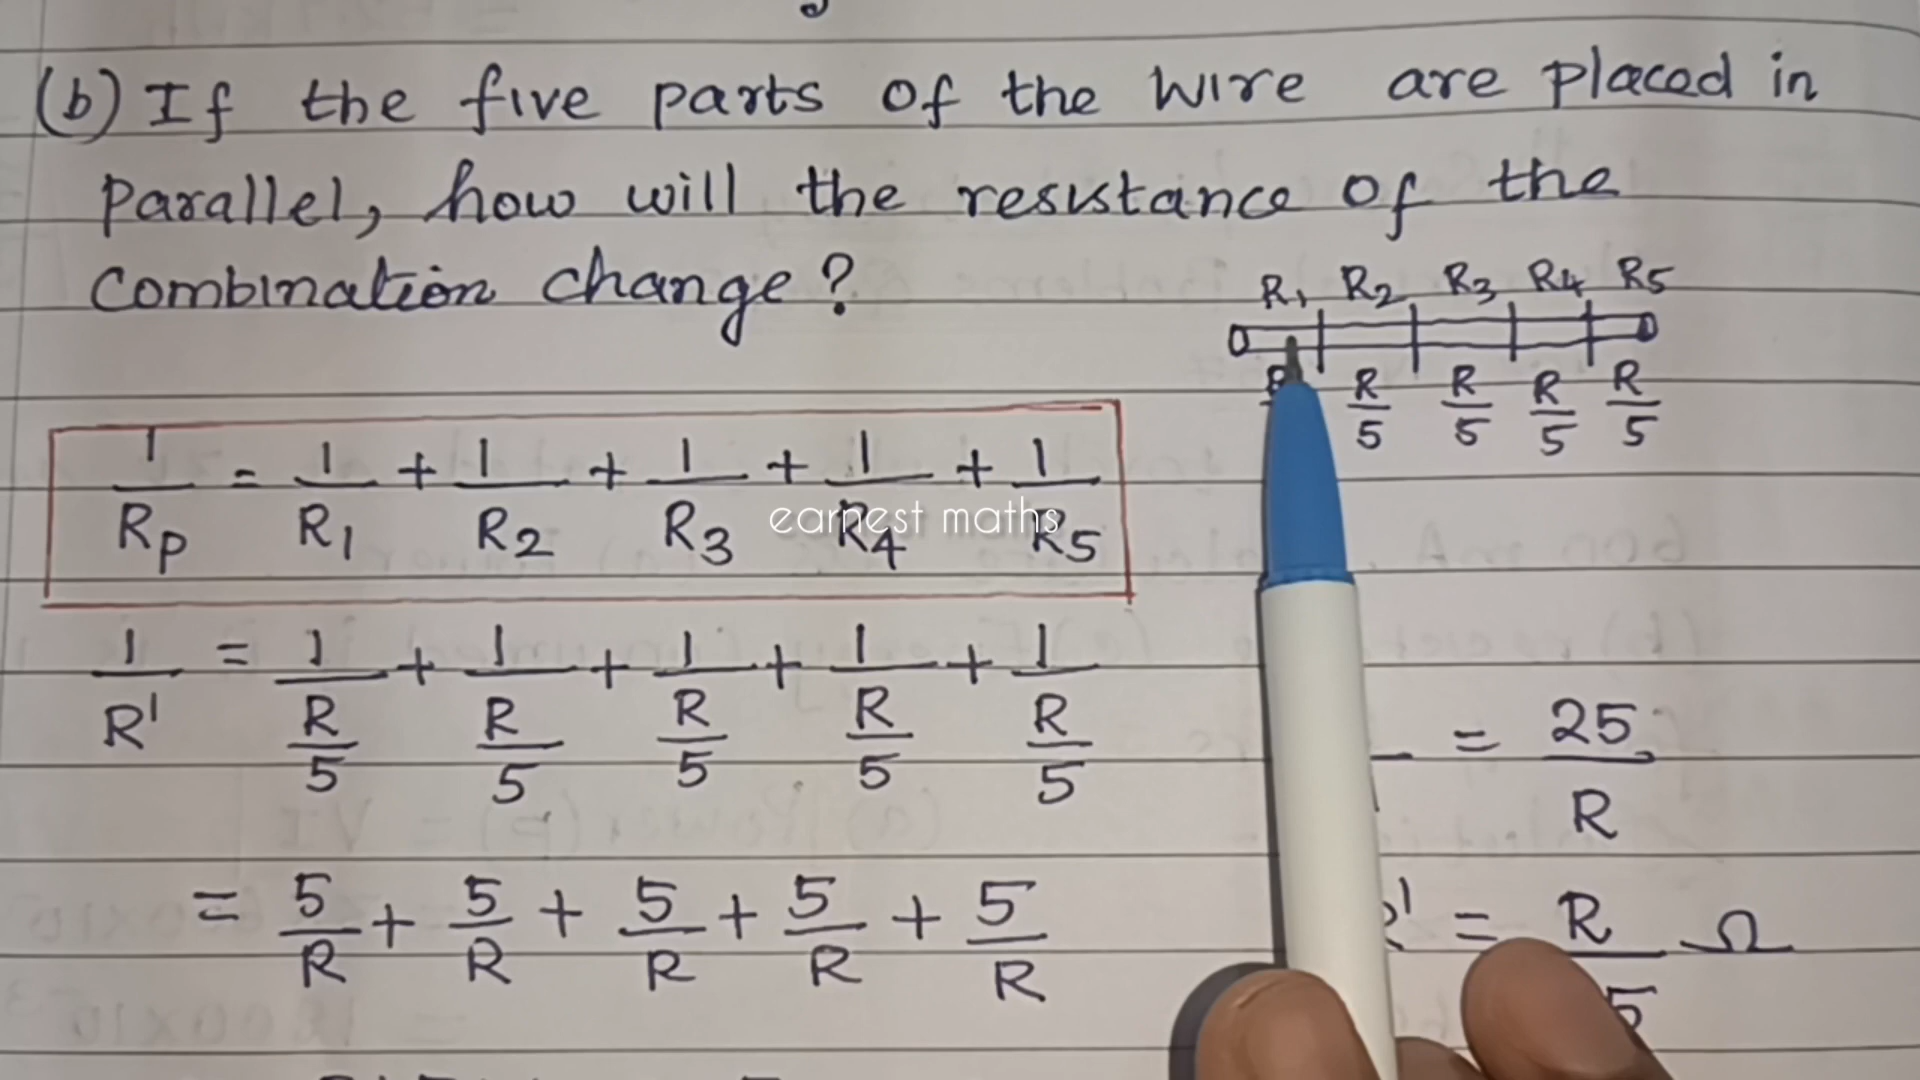 (b) If the five parts of the wire are placed in
parallel, how will the resistance of the
combination change?
R1 R2 R3 R4 R5
R/5 R/5 R/5 R/5
1/Rp = 1/R1 + 1/R2 + 1/R3 + 1/R4 + 1/R5
earnest maths
1/R' = 1/(R/5) + 1/(R/5) + 1/(R/5) + 1/(R/5) + 1/(R/5)
= 25/R
= 5/R + 5/R + 5/R + 5/R + 5/R
R' = R/5 Ω